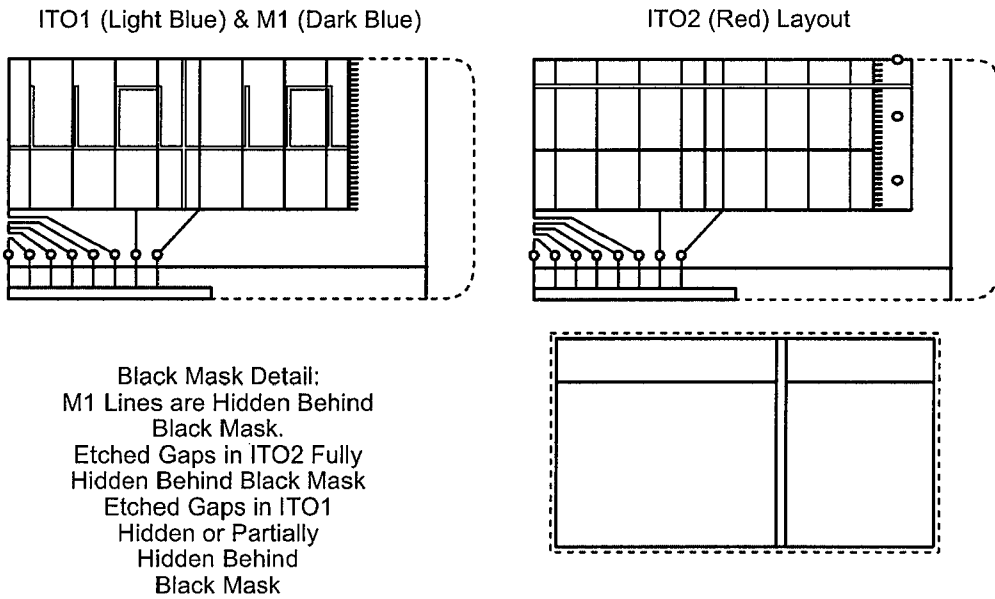 ITO1 (Light Blue) & M1 (Dark Blue)
ITO2 (Red) Layout
Black Mask Detail:
M1 Lines are Hidden Behind
Black Mask.
Etched Gaps in ITO2 Fully
Hidden Behind Black Mask
Etched Gaps in ITO1
Hidden or Partially
Hidden Behind
Black Mask